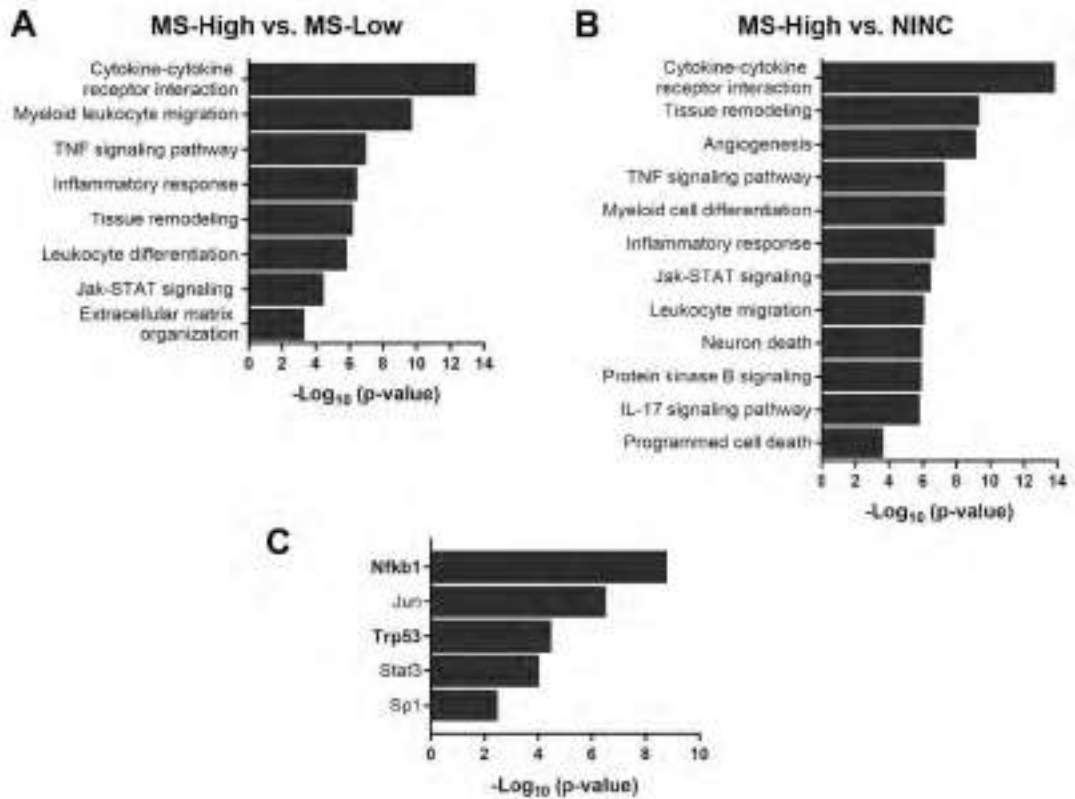 A
MS-High vs. MS-Low
Cytokine-cytokine
receptor interaction
Myeloid leukocyte migration
TNF signaling pathway
Inflammatory response
Tissue remodeling
Leukocyte differentiation
Jak-STAT signaling
Extracellular matrix
organization
0 2 4 6 8 10 12 14
-Log10 (p-value)
B
MS-High vs. NINC
Cytokine-cytokine
receptor interaction
Tissue remodeling
Angiogenesis
TNF signaling pathway
Myeloid cell differentiation
Inflammatory response
Jak-STAT signaling
Leukocyte migration
Neuron death
Protein kinase B signaling
IL-17 signaling pathway
Programmed cell death
0 2 4 6 8 10 12 14
-Log10 (p-value)
C
Nfkb1
Jun
Trp53
Stat3
Sp1
0 2 4 6 8 10
-Log10 (p-value)